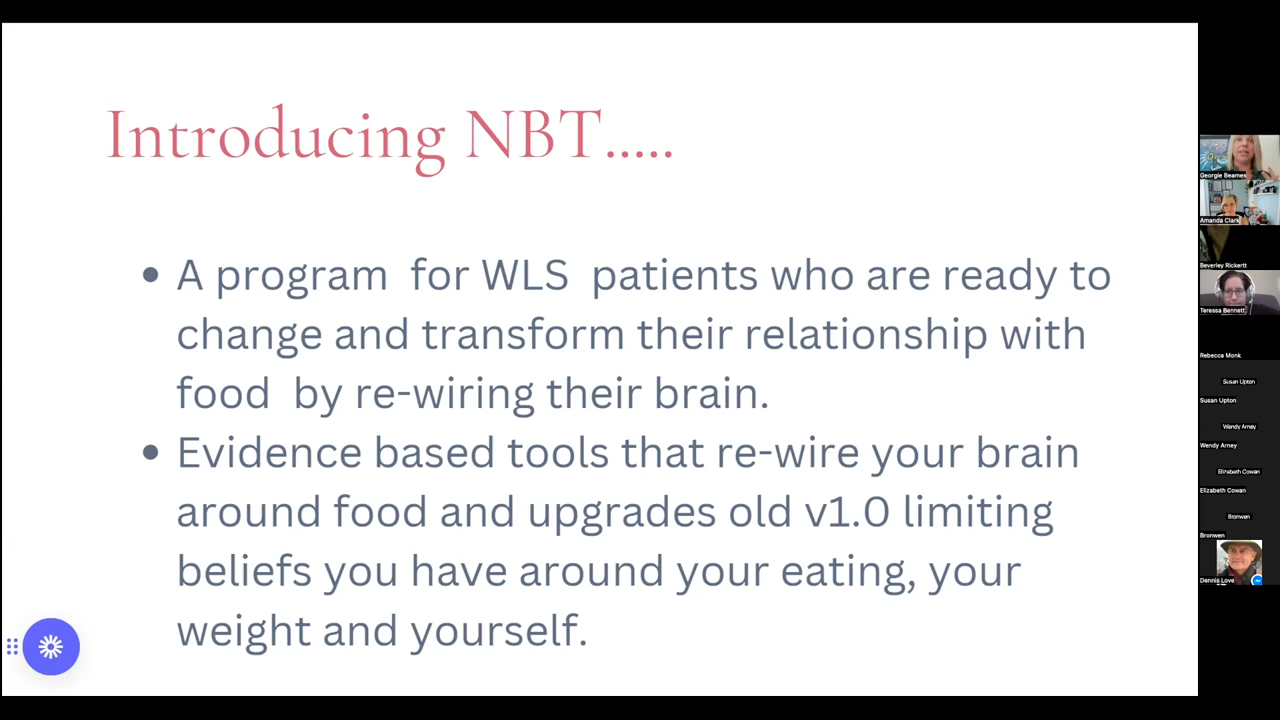 Introducing NBT.....
A program for WLS patients who are ready to
change and transform their relationship with
food by re-wiring their brain.
Evidence based tools that re-wire your brain
around food and upgrades old v1.0 limiting
beliefs you have around your eating, your
weight and yourself.
Georgie Beames
Amanda Clark
Beverley Rickertt
Teressa Bennett
Rebecca Monk
Susan Upton
Susan Upton
Wendy Arney
Wendy Arney
Elizabeth Cowan
Elizabeth Cowan
Bronwen
Bronwen
Dennis Love